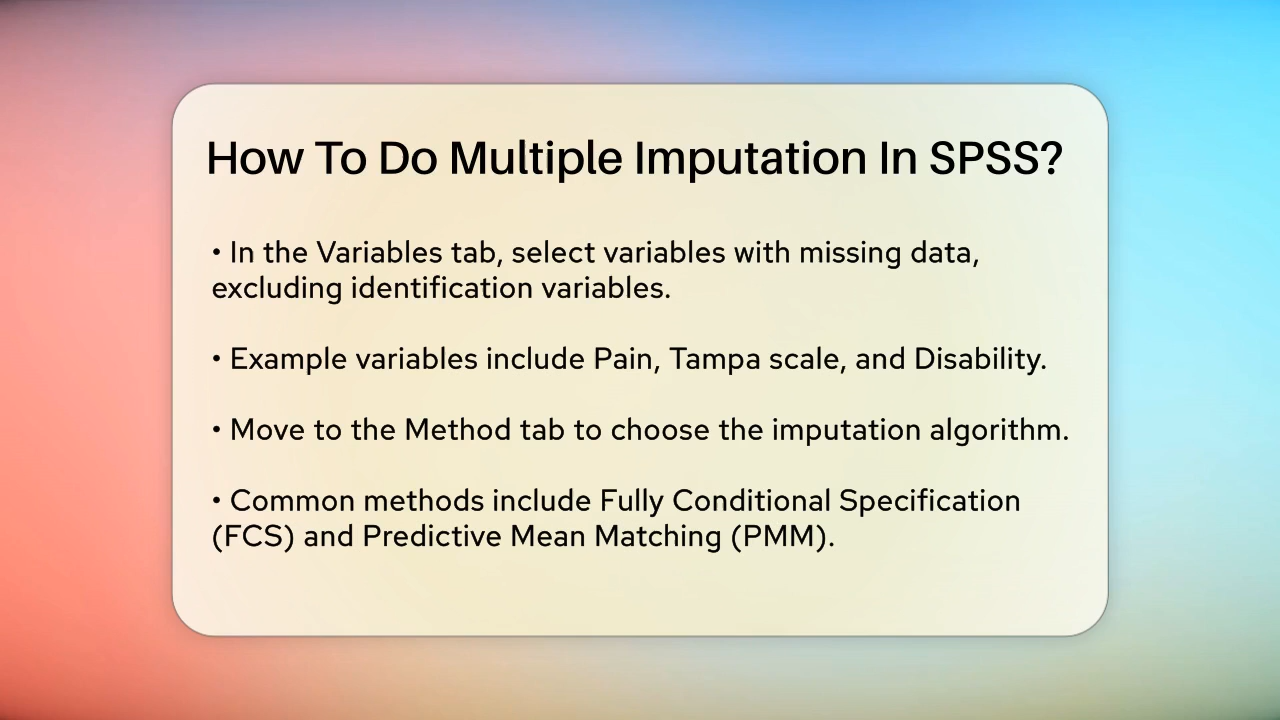 How To Do Multiple Imputation In SPSS?
• In the Variables tab, select variables with missing data,
excluding identification variables.
• Example variables include Pain, Tampa scale, and Disability.
• Move to the Method tab to choose the imputation algorithm.
• Common methods include Fully Conditional Specification
(FCS) and Predictive Mean Matching (PMM).